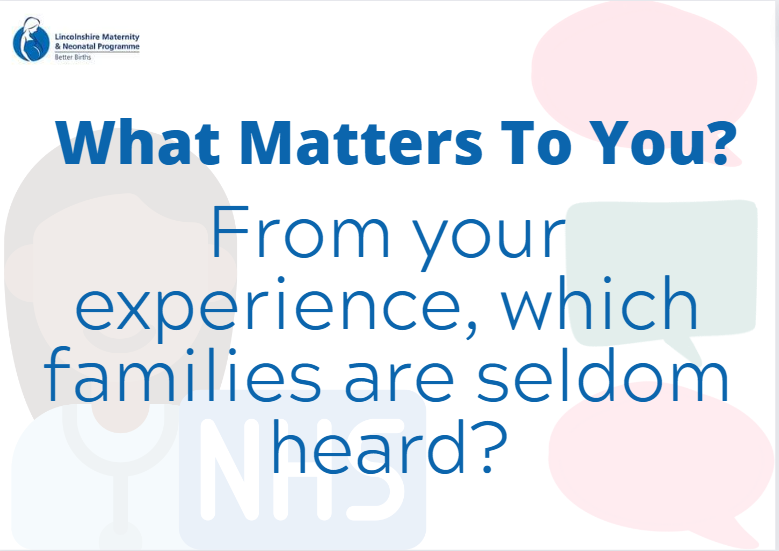 Lincolnshire Maternity
& Neonatal Programme
Better Births
What Matters To You?
From your
experience, which
families are seldom
heard?
NHS